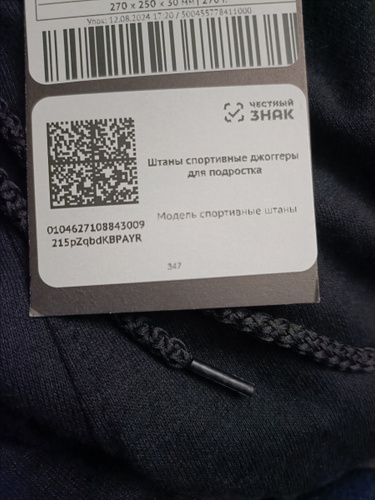 270 x 250 x 30 мм | 270 г.
Упак: 12.08.2024 17:20 / 300455778411000
ЧЕСТНЫЙ
ЗНАК
Штаны спортивные джоггеры
для подростка
Модель спортивные штаны
0104627108843009
215pZqbdKBPAYR
347